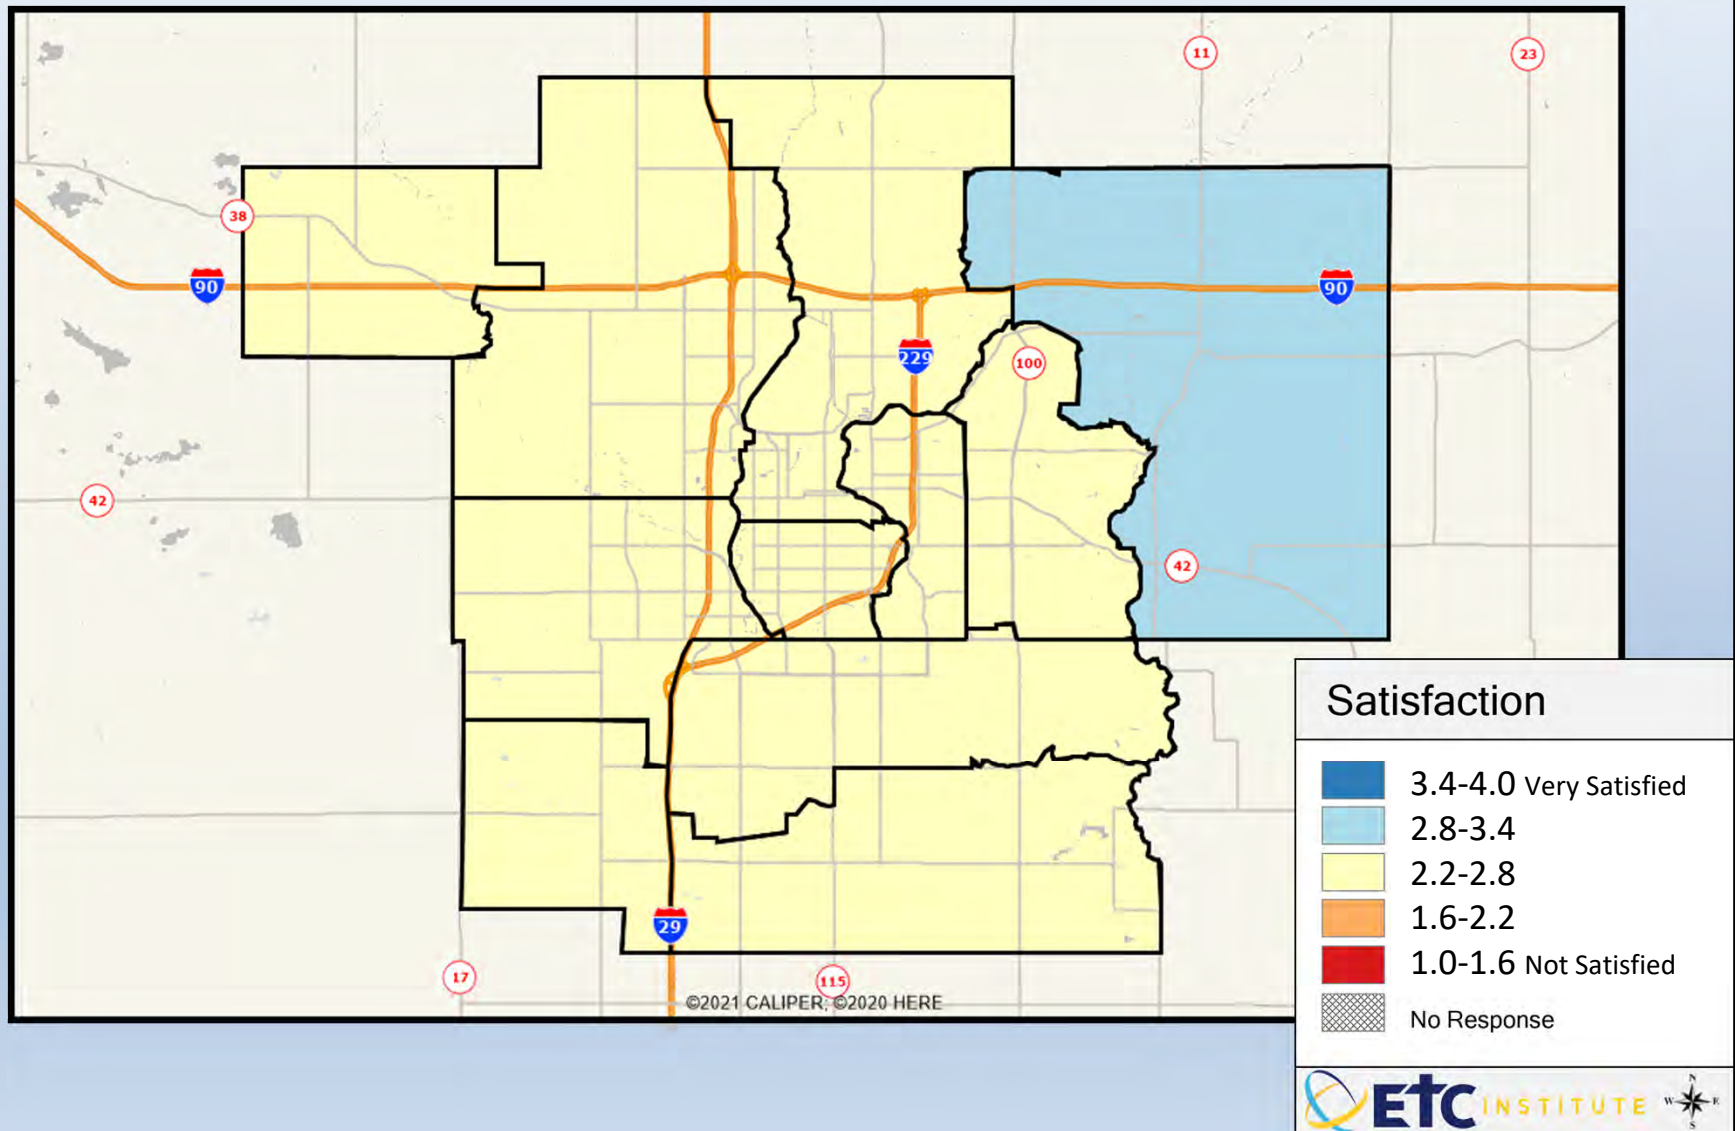 11
23
38
90
90
229
100
42
42
29
17
115
©2021 CALIPER; ©2020 HERE
Satisfaction
3.4-4.0 Very Satisfied
2.8-3.4
2.2-2.8
1.6-2.2
1.0-1.6 Not Satisfied
No Response
ETC INSTITUTE
N
W E
S